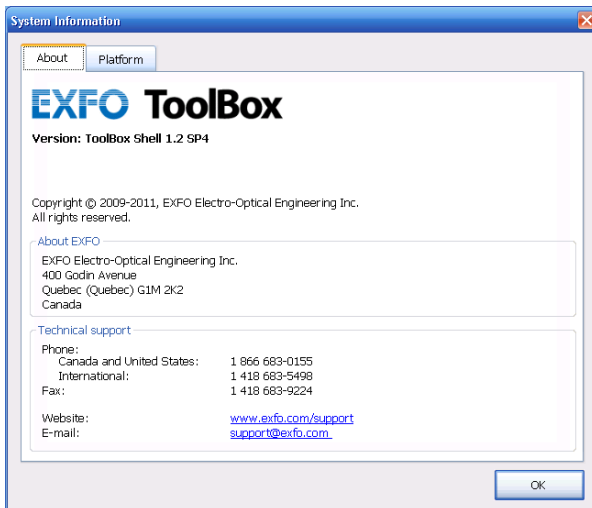 System Information
About Platform
EXFO ToolBox
Version: ToolBox Shell 1.2 SP4
Copyright © 2009-2011, EXFO Electro-Optical Engineering Inc.
All rights reserved.
About EXFO
EXFO Electro-Optical Engineering Inc.
400 Godin Avenue
Quebec (Quebec) G1M 2K2
Canada
Technical support
Phone:
Canada and United States: 1 866 683-0155
International: 1 418 683-5498
Fax: 1 418 683-9224
Website: www.exfo.com/support
E-mail: support@exfo.com
OK